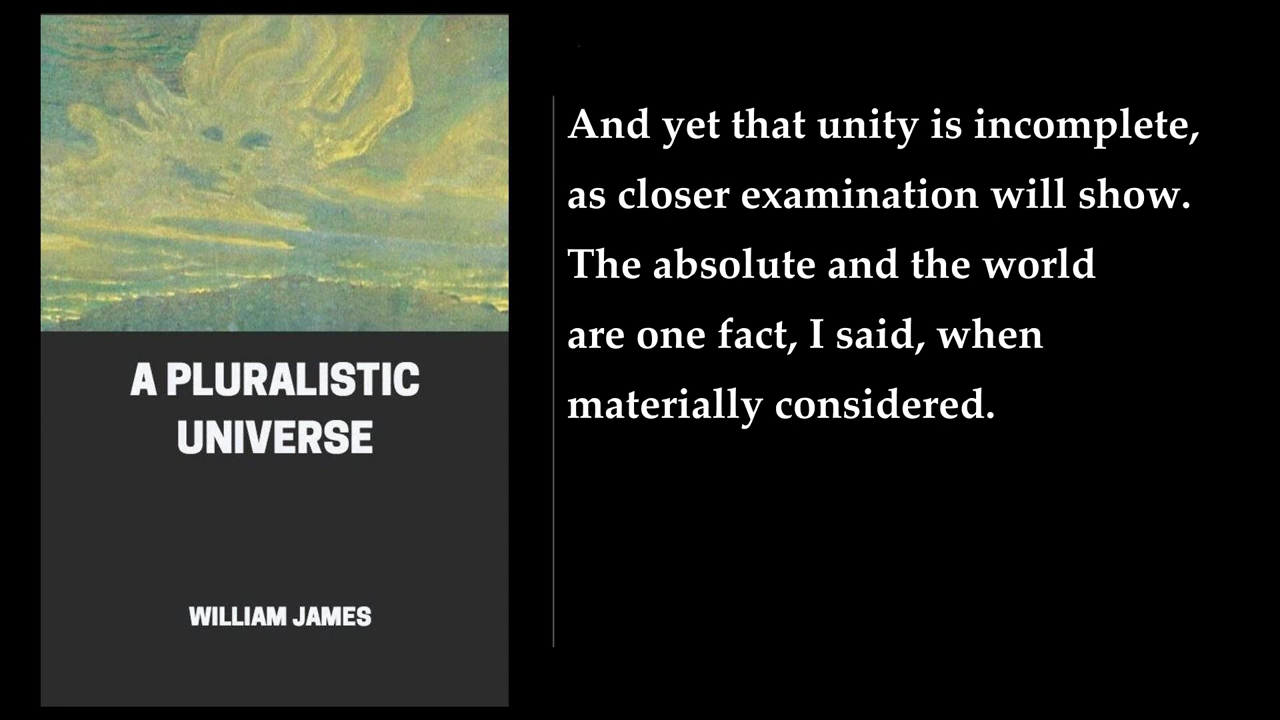 A PLURALISTIC
UNIVERSE
WILLIAM JAMES
And yet that unity is incomplete,
as closer examination will show.
The absolute and the world
are one fact, I said, when
materially considered.